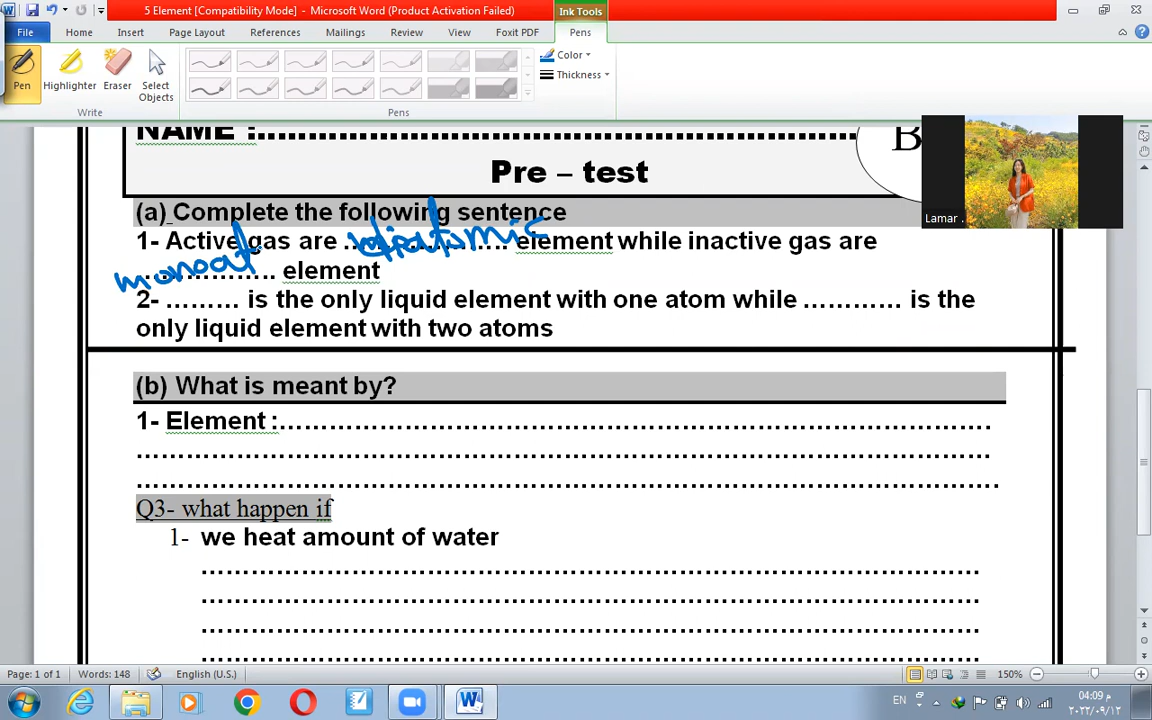 5 Element [Compatibility Mode] - Microsoft Word (Product Activation Failed)
Ink Tools
File Home Insert Page Layout References Mailings Review View Foxit PDF Pens
Pen Highlighter Eraser Select Objects
Color
Thickness
Write Pens
NAME :
B
Pre – test
Lamar .
(a) Complete the following sentence
1- Active gas are diatomic element while inactive gas are
monoat element
2- ……… is the only liquid element with one atom while ………… is the
only liquid element with two atoms
(b) What is meant by?
1- Element :
Q3- what happen if
1- we heat amount of water
Page: 1 of 1 Words: 148 English (U.S.) 150%
EN
04:09 م
٢٠٢٢/٠٩/١٢